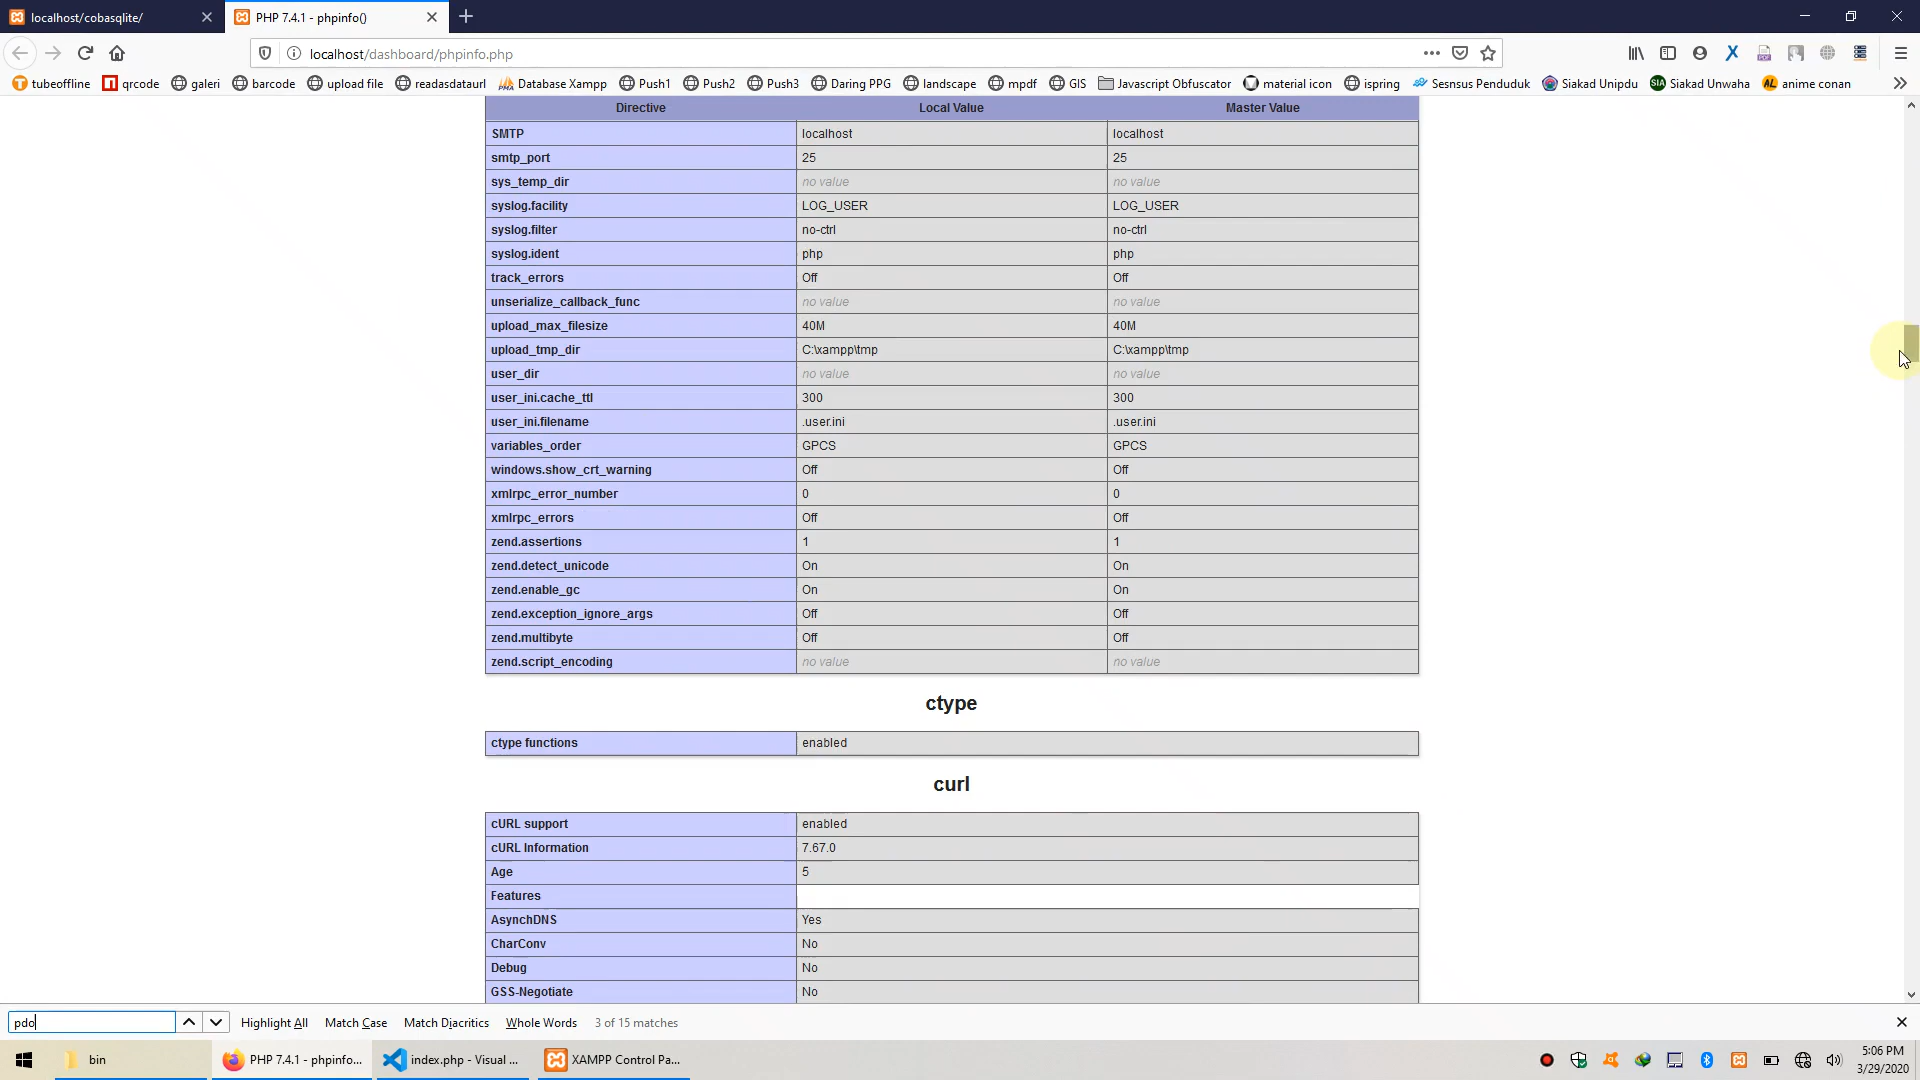 localhost/cobasqlite/
PHP 7.4.1 - phpinfo()
localhost/dashboard/phpinfo.php
tubeoffline qrcode galeri barcode upload file readasdataurl Database Xampp Push1 Push2 Push3 Daring PPG landscape mpdf GIS Javascript Obfuscator material icon ispring Sesnsus Penduduk Siakad Unipdu Siakad Unwaha anime conan
Directive Local Value Master Value
SMTP localhost localhost
smtp_port 25 25
sys_temp_dir no value no value
syslog.facility LOG_USER LOG_USER
syslog.filter no-ctrl no-ctrl
syslog.ident php php
track_errors Off Off
unserialize_callback_func no value no value
upload_max_filesize 40M 40M
upload_tmp_dir C:\xampp\tmp C:\xampp\tmp
user_dir no value no value
user_ini.cache_ttl 300 300
user_ini.filename .user.ini .user.ini
variables_order GPCS GPCS
windows.show_crt_warning Off Off
xmlrpc_error_number 0 0
xmlrpc_errors Off Off
zend.assertions 1 1
zend.detect_unicode On On
zend.enable_gc On On
zend.exception_ignore_args Off Off
zend.multibyte Off Off
zend.script_encoding no value no value
ctype
ctype functions enabled
curl
cURL support enabled
cURL Information 7.67.0
Age 5
Features
AsynchDNS Yes
CharConv No
Debug No
GSS-Negotiate No
pdo Highlight All Match Case Match Diacritics Whole Words 3 of 15 matches
bin PHP 7.4.1 - phpinfo... index.php - Visual ... XAMPP Control Pa...
5:06 PM
3/29/2020